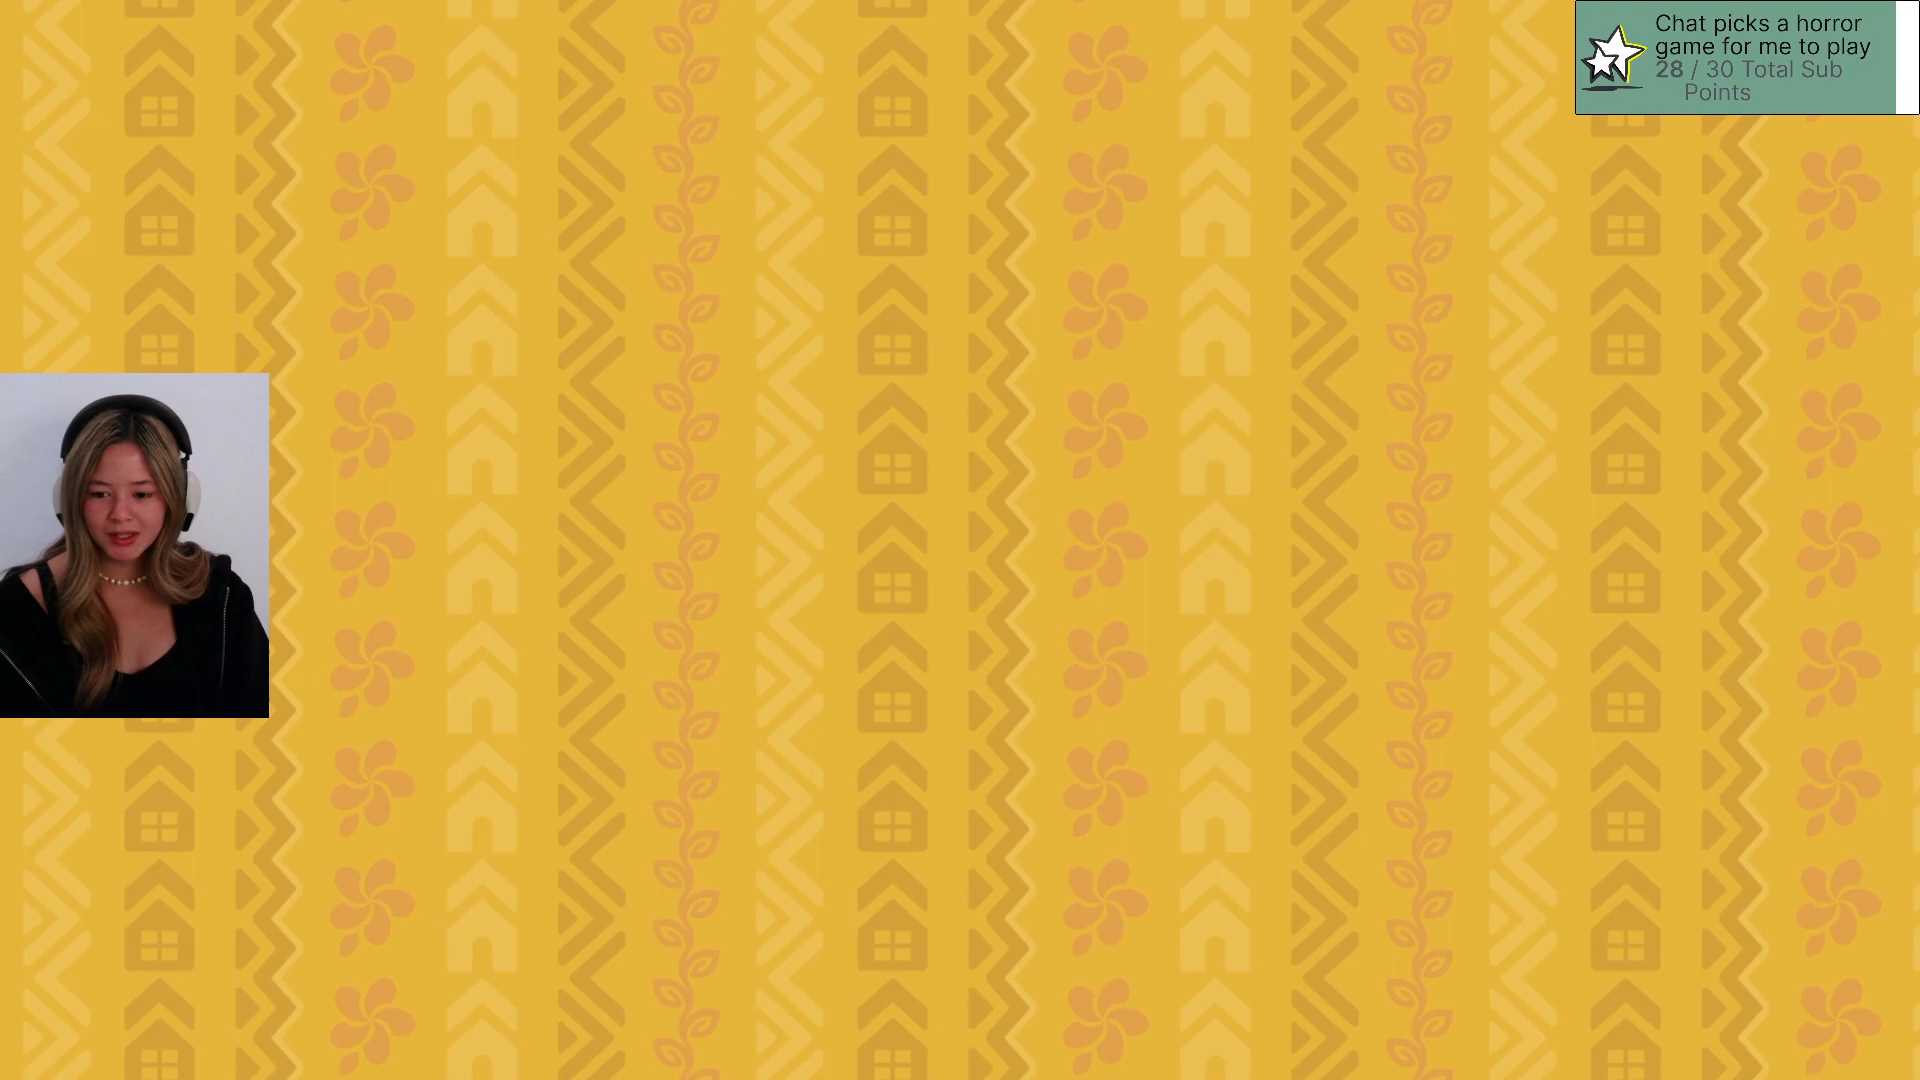 Chat picks a horror
game for me to play
28 / 30 Total Sub
Points